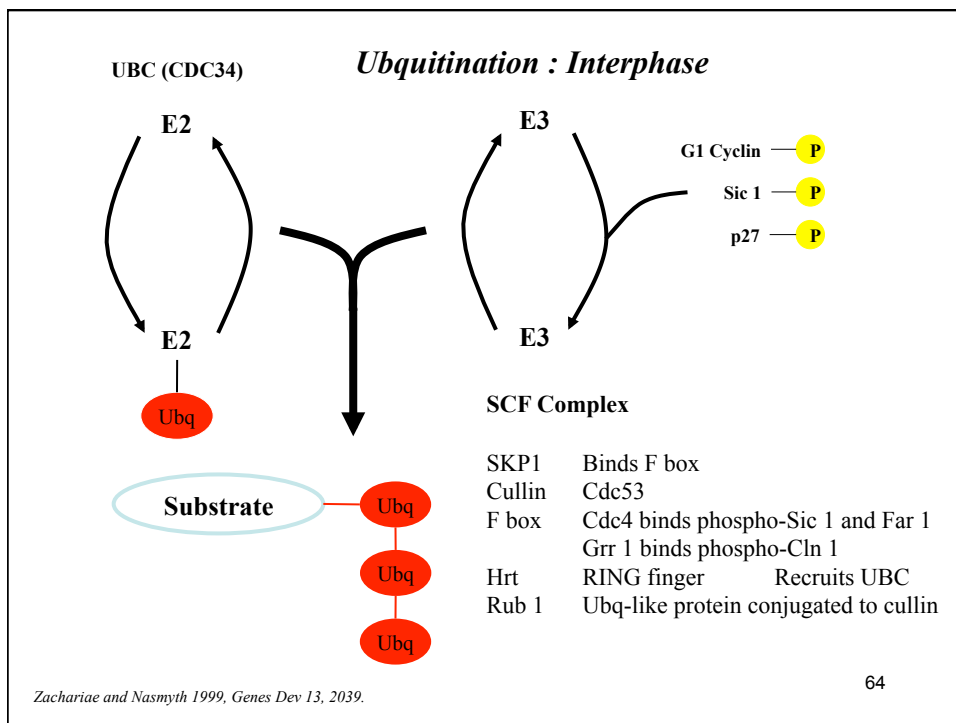 Ubquitination : Interphase
UBC (CDC34)
E2
E2
Ubq
E3
E3
G1 Cyclin P
Sic 1 P
p27 P
Substrate Ubq
Ubq
Ubq
SCF Complex
SKP1 Binds F box
Cullin Cdc53
F box Cdc4 binds phospho-Sic 1 and Far 1
Grr 1 binds phospho-Cln 1
Hrt RING finger Recruits UBC
Rub 1 Ubq-like protein conjugated to cullin
Zachariae and Nasmyth 1999, Genes Dev 13, 2039.
64